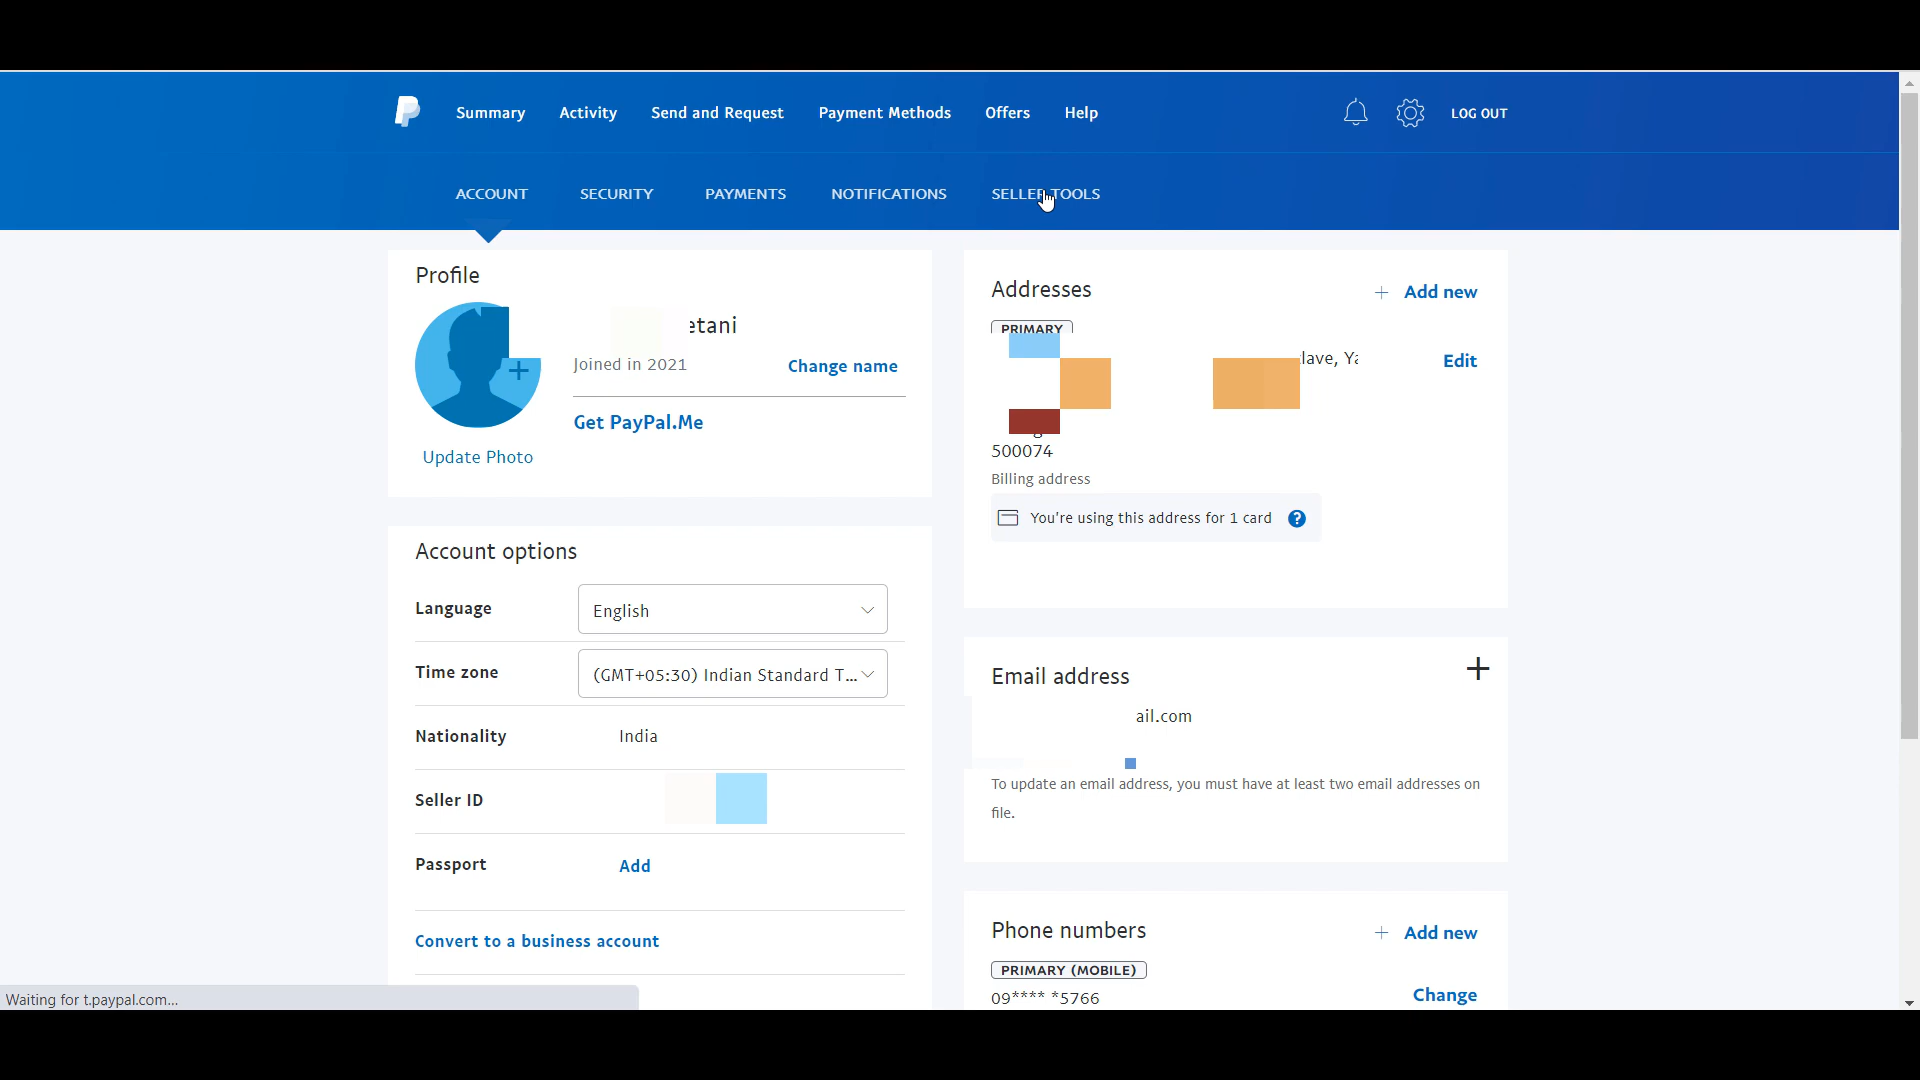 Summary Activity Send and Request Payment Methods Offers Help LOG OUT
ACCOUNT SECURITY PAYMENTS NOTIFICATIONS SELLER TOOLS
Profile
etani
Joined in 2021
Change name
Get PayPal.Me
Update Photo
Account options
Language English
Time zone (GMT+05:30) Indian Standard T...
Nationality India
Seller ID
Passport Add
Convert to a business account
Addresses
+ Add new
PRIMARY
lave, Ya
Edit
500074
Billing address
You're using this address for 1 card ?
Email address
ail.com
To update an email address, you must have at least two email addresses on
file.
Phone numbers
+ Add new
PRIMARY (MOBILE)
09**** *5766
Change
Waiting for t.paypal.com...